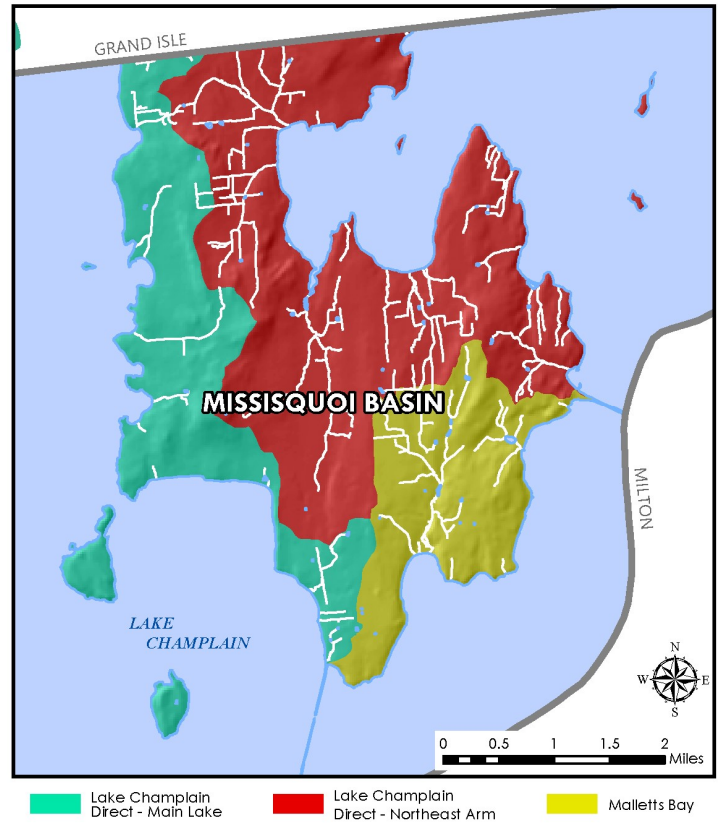 GRAND ISLE
MISSISQUOI BASIN
MILTON
LAKE
CHAMPLAIN
N
W E
S
0 0.5 1 1.5 2
Miles
Lake Champlain
Direct - Main Lake
Lake Champlain
Direct - Northeast Arm
Malletts Bay